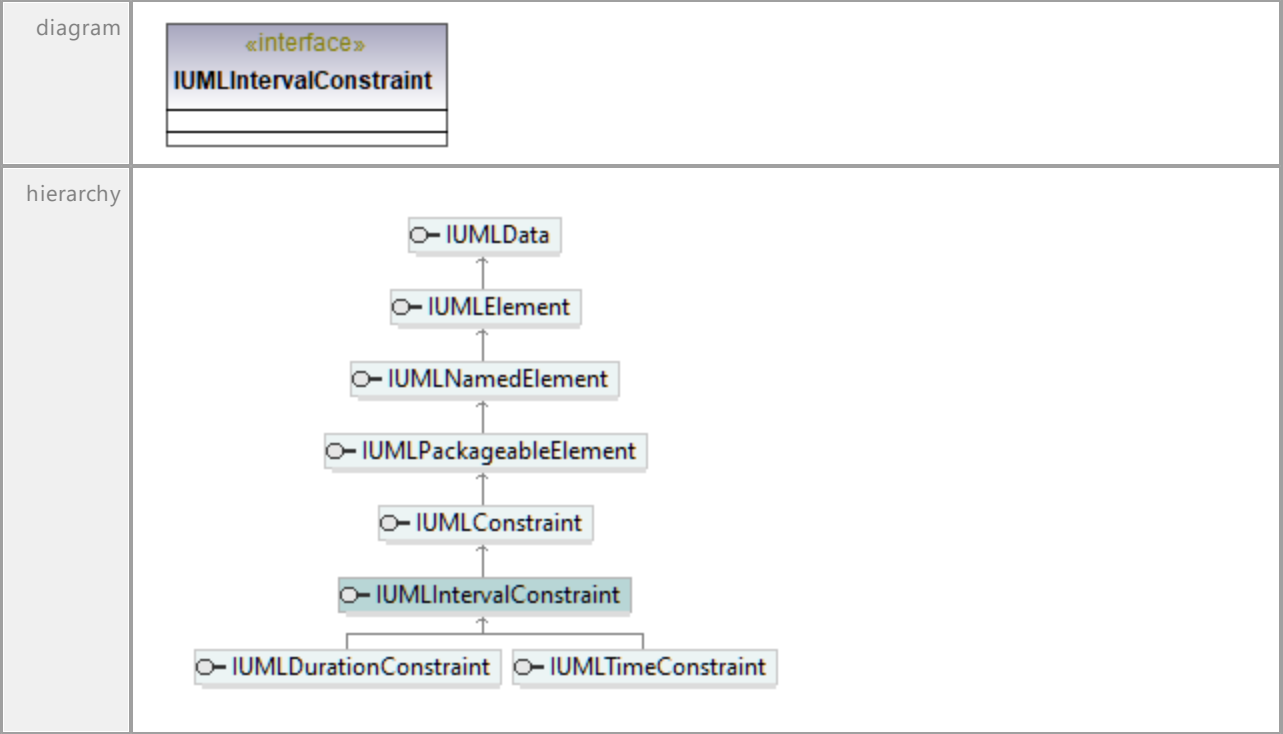 diagram
«interface»
IUMLIntervalConstraint
hierarchy
IUMLData
IUMLElement
IUMLNamedElement
IUMLPackageableElement
IUMLConstraint
IUMLIntervalConstraint
IUMLDurationConstraint IUMLTimeConstraint